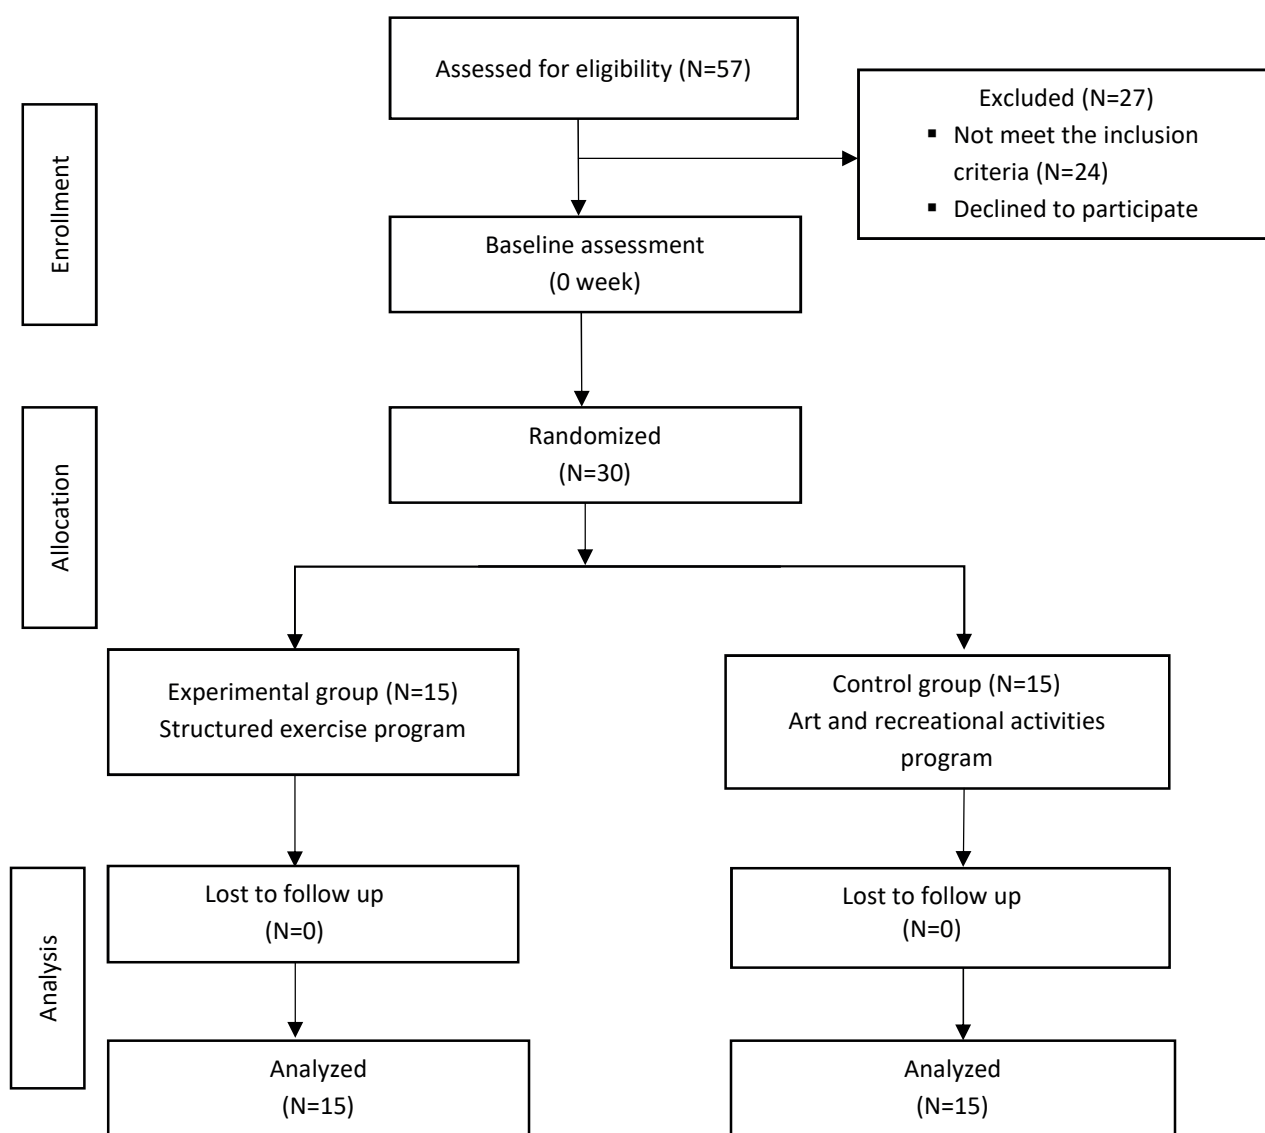 Assessed for eligibility (N=57)
Excluded (N=27)
▪ Not meet the inclusion
criteria (N=24)
▪ Declined to participate
Enrollment
Baseline assessment
(0 week)
Allocation
Randomized
(N=30)
Experimental group (N=15)
Structured exercise program
Control group (N=15)
Art and recreational activities
program
Analysis
Lost to follow up
(N=0)
Lost to follow up
(N=0)
Analyzed
(N=15)
Analyzed
(N=15)